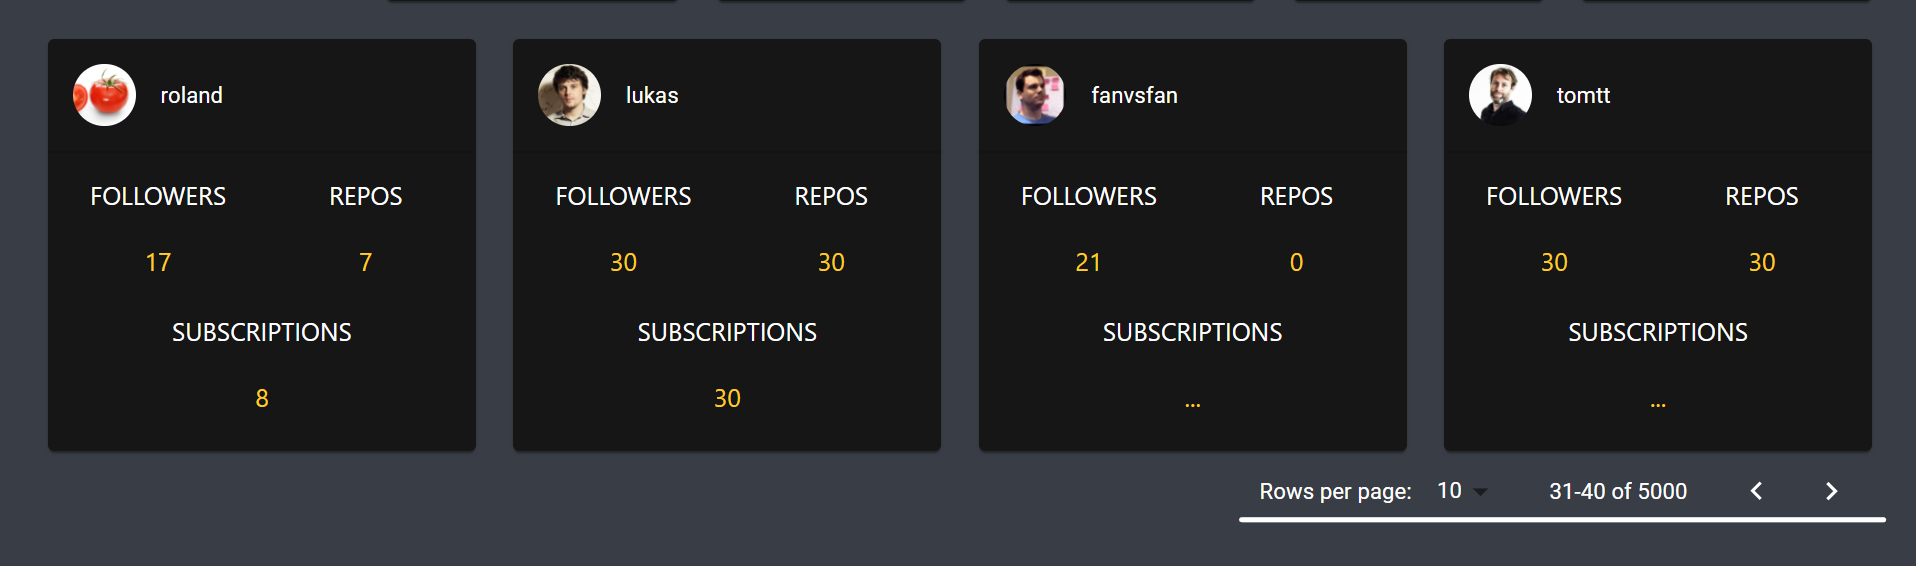 roland lukas fanvsfan tomtt
FOLLOWERS REPOS FOLLOWERS REPOS FOLLOWERS REPOS FOLLOWERS REPOS
17 7 30 30 21 0 30 30
SUBSCRIPTIONS SUBSCRIPTIONS SUBSCRIPTIONS SUBSCRIPTIONS
8 30 ... ...
Rows per page: 10 31-40 of 5000